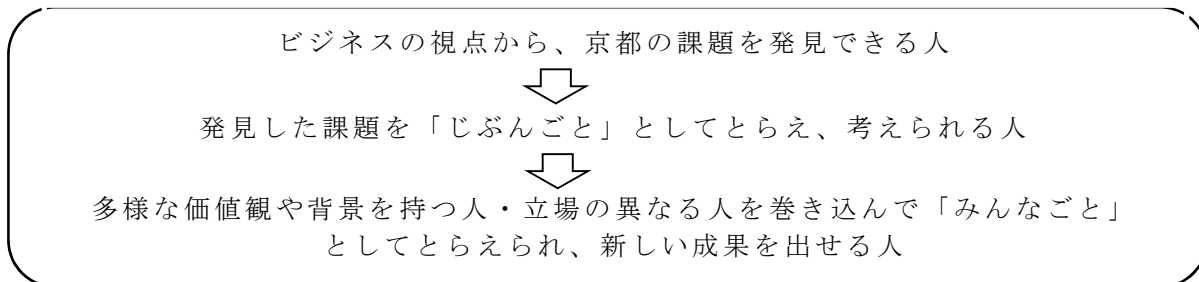 ビジネスの視点から、京都の課題を発見できる人
発見した課題を「じぶんごと」としてとらえ、考えられる人
多様な価値観や背景を持つ人・立場の異なる人を巻き込んで「みんなごと」
としてとらえられ、新しい成果を出せる人